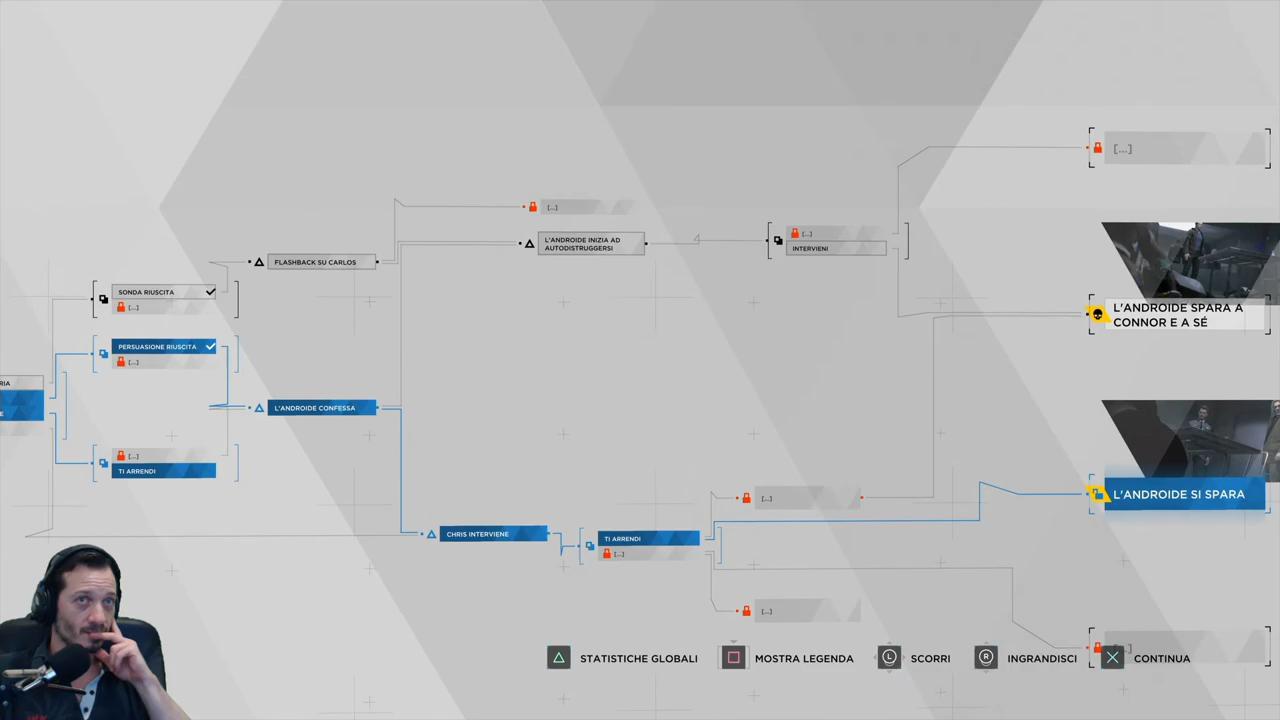 [...]
[...]
L'ANDROIDE INIZIA AD
AUTODISTRUGGERSI
[...]
INTERVIENI
FLASHBACK SU CARLOS
SONDA RIUSCITA
[...]
L'ANDROIDE SPARA A
CONNOR E A SÉ
PERSUASIONE RIUSCITA
[...]
RIA
E
L'ANDROIDE CONFESSA
[...]
TI ARRENDI
[...]
L'ANDROIDE SI SPARA
CHRIS INTERVIENE
TI ARRENDI
[...]
[...]
STATISTICHE GLOBALI
MOSTRA LEGENDA
L
SCORRI
R
INGRANDISCI
CONTINUA